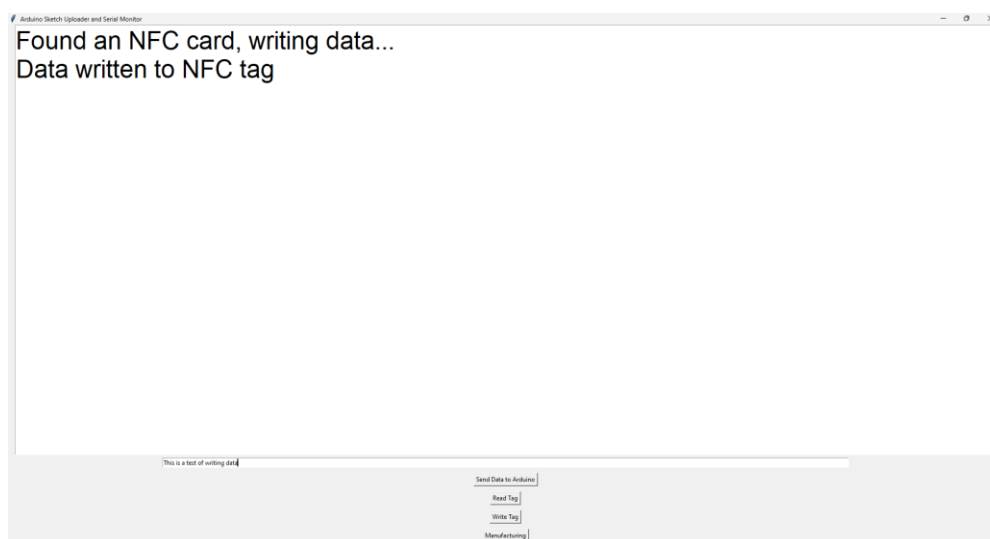 Arduino Sketch Uploader and Serial Monitor
Found an NFC card, writing data...
Data written to NFC tag
This is a test of writing data
Send Data to Arduino
Read Tag
Write Tag
Manufacturing